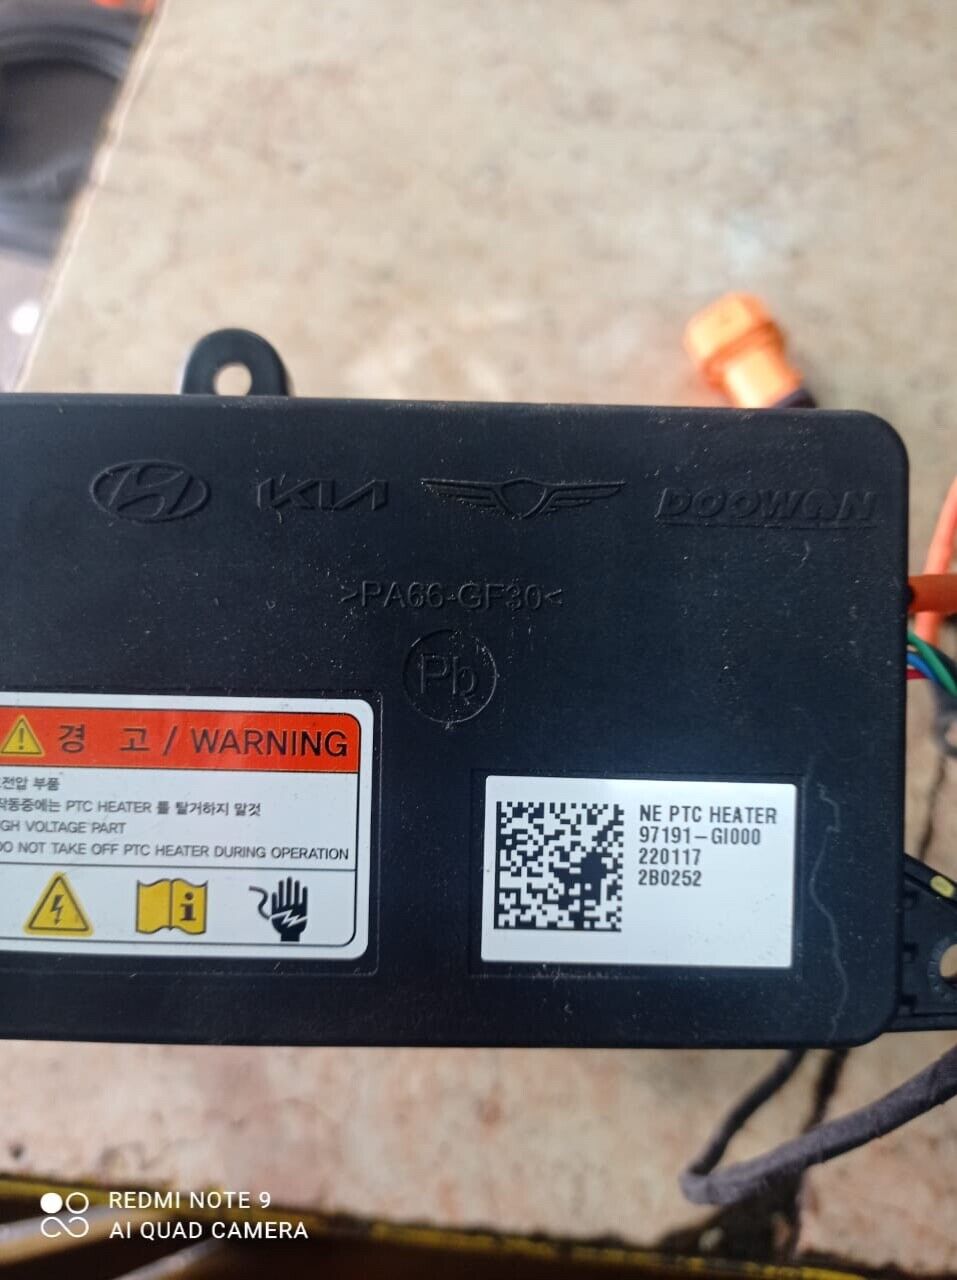 KIA
DOOWON
>PA66-GF30<
Pb
경 고 / WARNING
전압 부품
작동중에는 PTC HEATER 를 탈거하지 말것
GH VOLTAGE PART
DO NOT TAKE OFF PTC HEATER DURING OPERATION
i
NE PTC HEATER
97191-GI000
220117
2B0252
REDMI NOTE 9
AI QUAD CAMERA